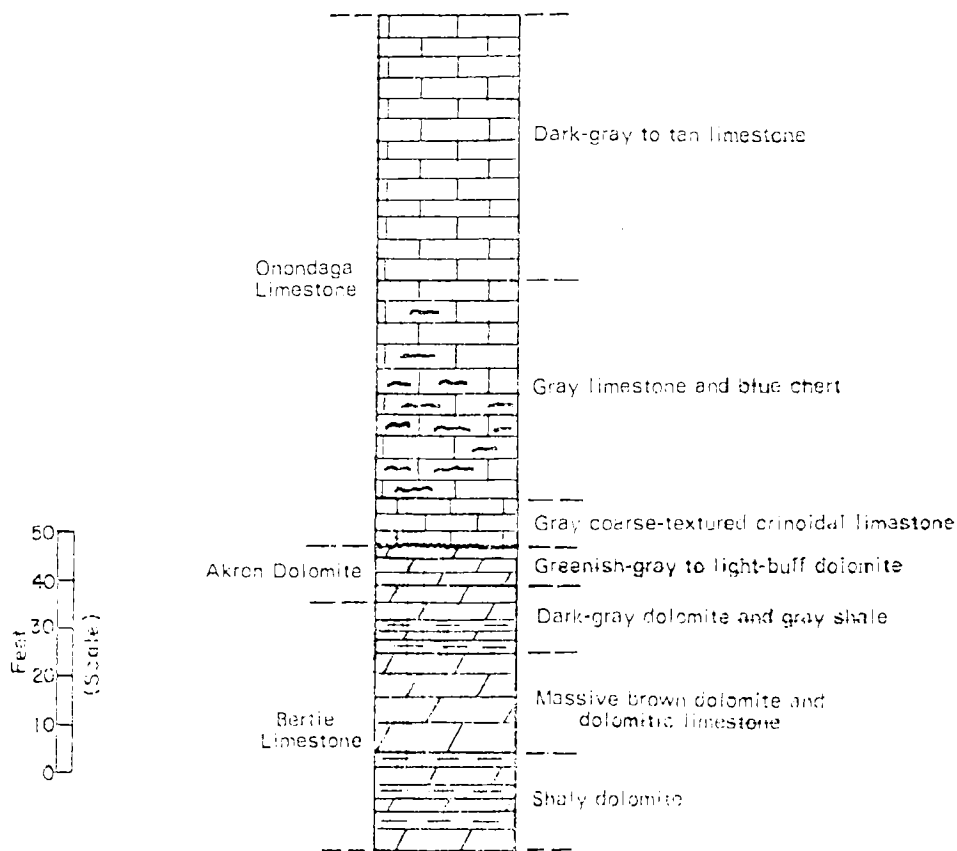 Dark-gray to tan limestone
Onondaga
Limestone
Gray limestone and blue chert
Gray coarse-textured crinoidal limestone
Akron Dolomite
Greenish-gray to light-buff dolomite
Dark-gray dolomite and gray shale
Massive brown dolomite and
dolomitic limestone
Bertie
Limestone
Shaly dolomite
50
40
30
20
10
0
Feet
(Scale)